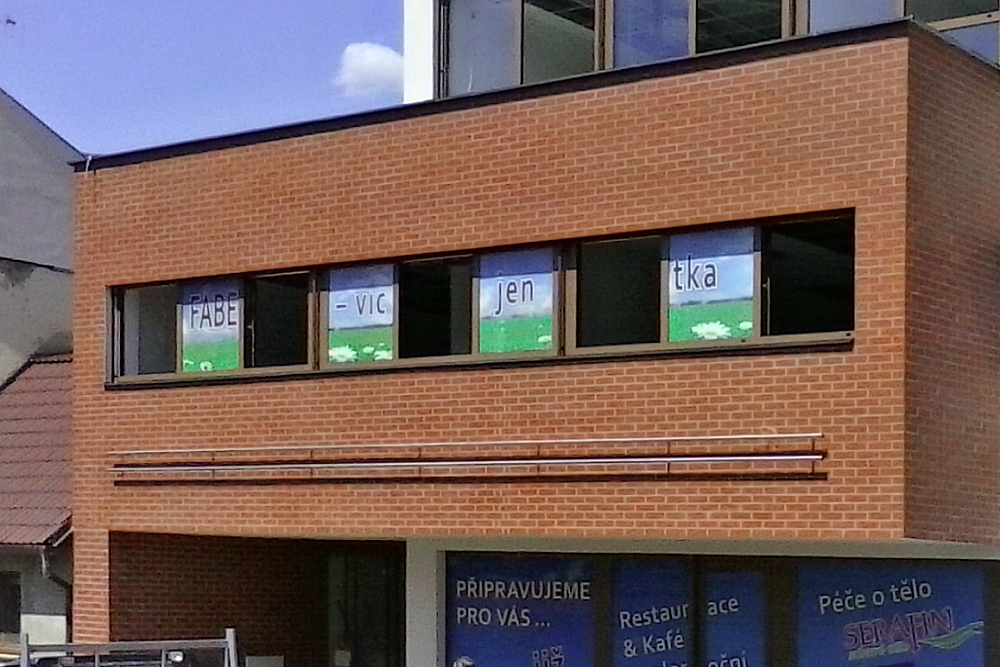 FABE – vic jen tka
PŘIPRAVUJEME
PRO VÁS ...
Restaur ace
& Kafé
Péče o tělo
SERAFIN